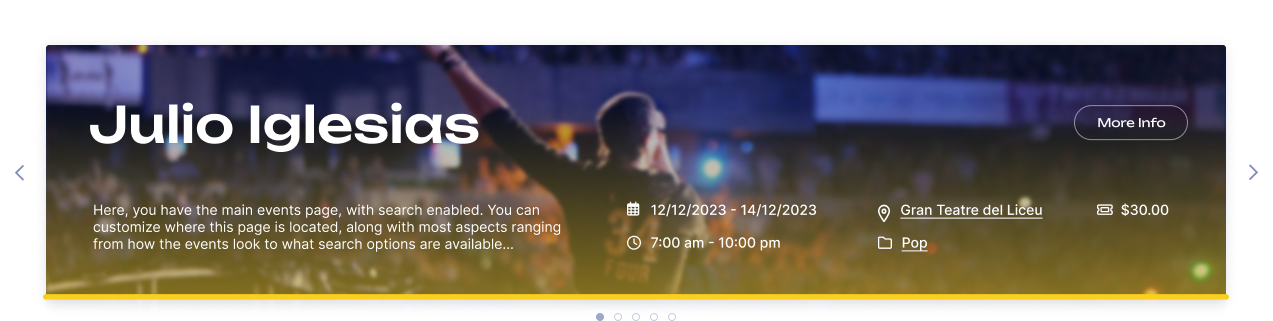 Julio Iglesias
More Info
Here, you have the main events page, with search enabled. You can
customize where this page is located, along with most aspects ranging
from how the events look to what search options are available...
12/12/2023 - 14/12/2023
7:00 am - 10:00 pm
Gran Teatre del Liceu
Pop
$30.00